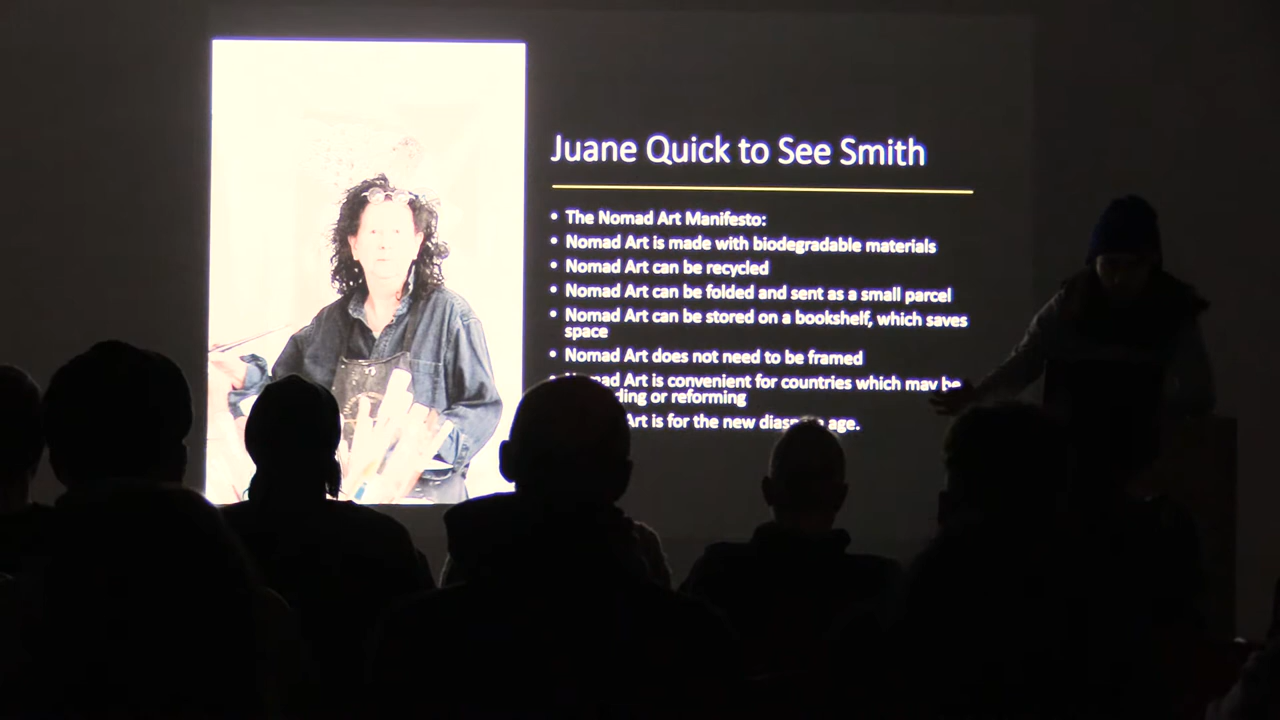 Juane Quick to See Smith
• The Nomad Art Manifesto:
• Nomad Art is made with biodegradable materials
• Nomad Art can be recycled
• Nomad Art can be folded and sent as a small parcel
• Nomad Art can be stored on a bookshelf, which saves
space
• Nomad Art does not need to be framed
• Nomad Art is convenient for countries which may be
or reforming
Art is for the new age.